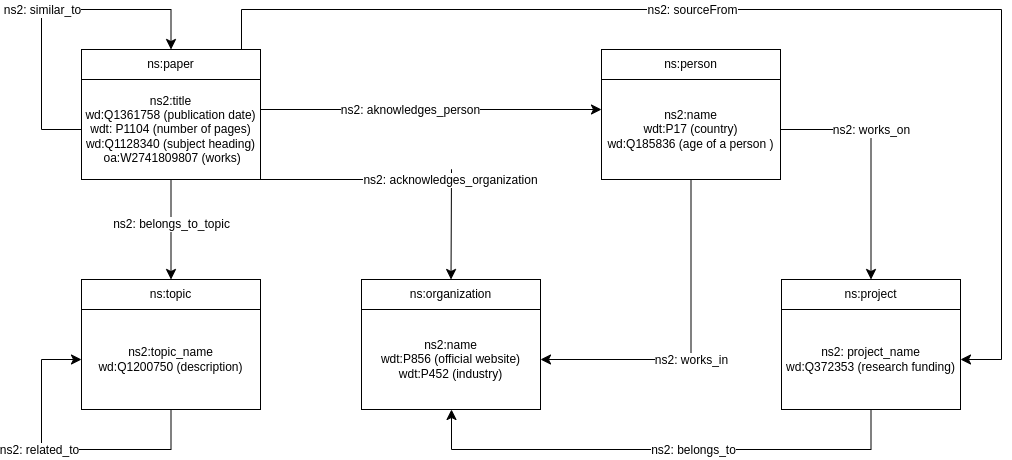 ns2: similar_to
ns2: sourceFrom
ns:paper
ns2:title
wd:Q1361758 (publication date)
wdt: P1104 (number of pages)
wd:Q1128340 (subject heading)
oa:W2741809807 (works)
ns2: aknowledges_person
ns:person
ns2:name
wdt:P17 (country)
wd:Q185836 (age of a person )
ns2: works_on
ns2: acknowledges_organization
ns2: belongs_to_topic
ns:topic
ns2:topic_name
wd:Q1200750 (description)
ns:organization
ns2:name
wdt:P856 (official website)
wdt:P452 (industry)
ns2: works_in
ns:project
ns2: project_name
wd:Q372353 (research funding)
ns2: related_to
ns2: belongs_to